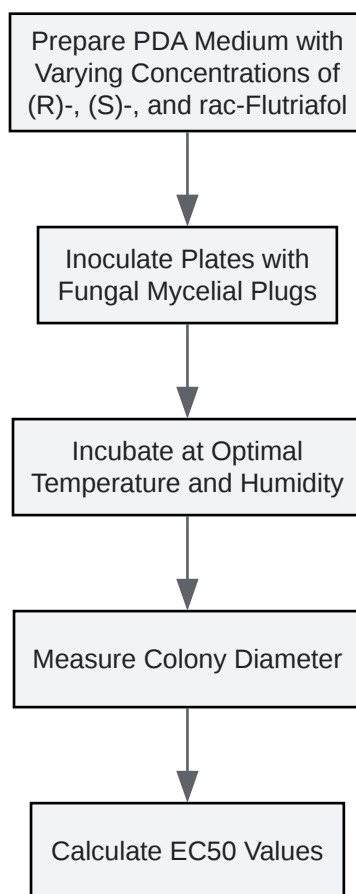 Prepare PDA Medium with
Varying Concentrations of
(R)-, (S)-, and rac-Flutriafol
Inoculate Plates with
Fungal Mycelial Plugs
Incubate at Optimal
Temperature and Humidity
Measure Colony Diameter
Calculate EC50 Values